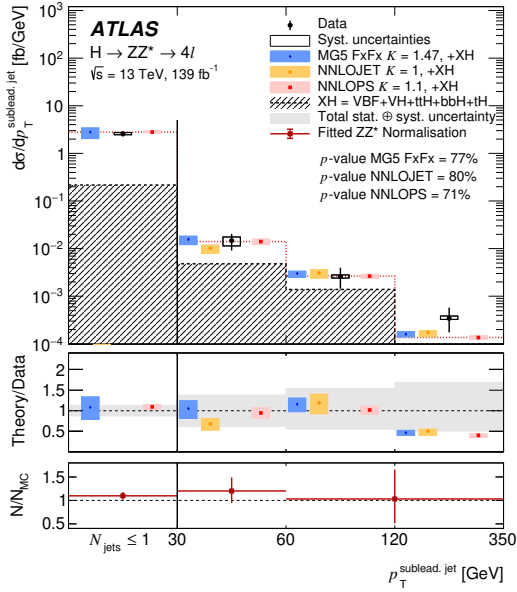 dσ/dp_T^sublead. jet [fb/GeV]
10³
10²
10
1
10⁻¹
10⁻²
10⁻³
10⁻⁴
ATLAS
H → ZZ* → 4l
√s = 13 TeV, 139 fb⁻¹
Data
Syst. uncertainties
MG5 FxFx K = 1.47, +XH
NNLOJET K = 1, +XH
NNLOPS K = 1.1, +XH
XH = VBF+VH+ttH+bbH+tH
Total stat. ⊕ syst. uncertainty
Fitted ZZ* Normalisation
p-value MG5 FxFx = 77%
p-value NNLOJET = 80%
p-value NNLOPS = 71%
Theory/Data
2
1.5
1
0.5
0
N/N_MC
1.5
1
0.5
N_jets ≤ 1 30 60 120 350
p_T^sublead. jet [GeV]